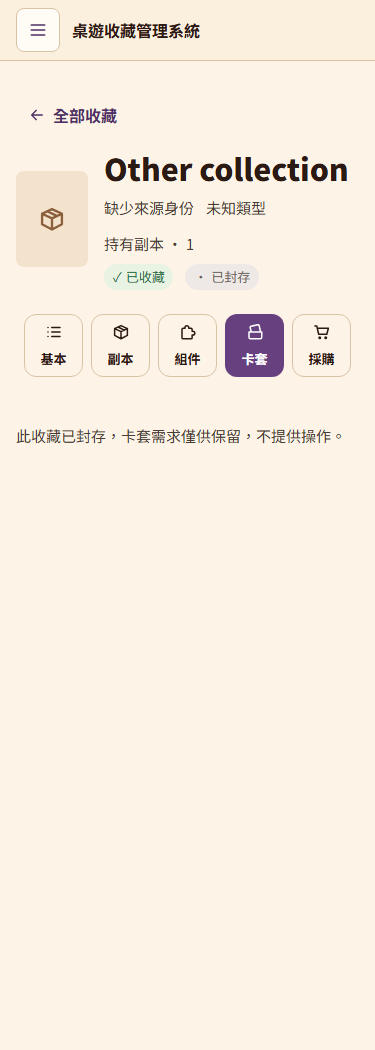 桌遊收藏管理系統
← 全部收藏
Other collection
缺少來源身份 未知類型
持有副本 • 1
✓ 已收藏 • 已封存
基本 副本 組件 卡套 採購
此收藏已封存，卡套需求僅供保留，不提供操作。